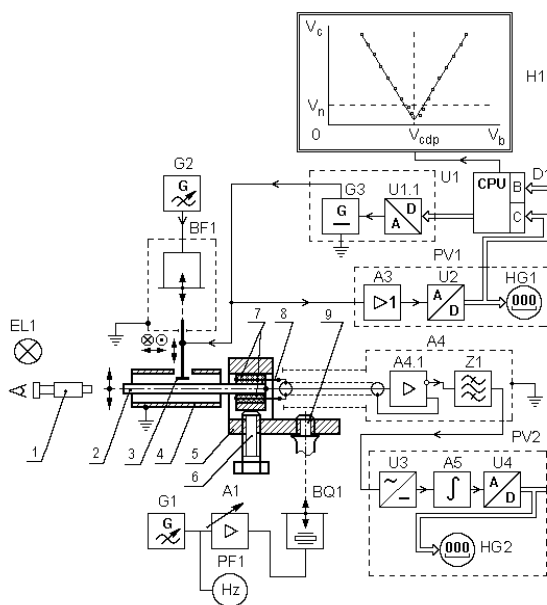 V_c
H1
V_n
0
V_cdp
V_b
G2
G
BF1
G3
G
U1.1
D
A
U1
CPU
B
C
D1
PV1
A3
1
U2
A
D
HG1
000
EL1
7
8
9
A4
A4.1
Z1
1
2
3
4
5
6
PV2
U3
A5
∫
U4
A
D
HG2
000
G1
G
A1
BQ1
PF1
Hz